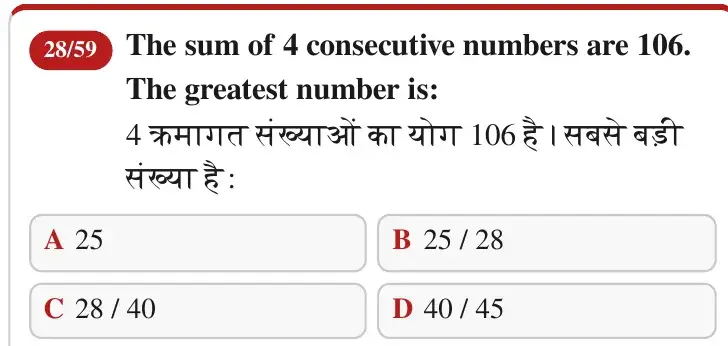 28/59 The sum of 4 consecutive numbers are 106.
The greatest number is:
4 क्रमागत संख्याओं का योग 106 है। सबसे बड़ी
संख्या है :
A 25
B 25 / 28
C 28 / 40
D 40 / 45